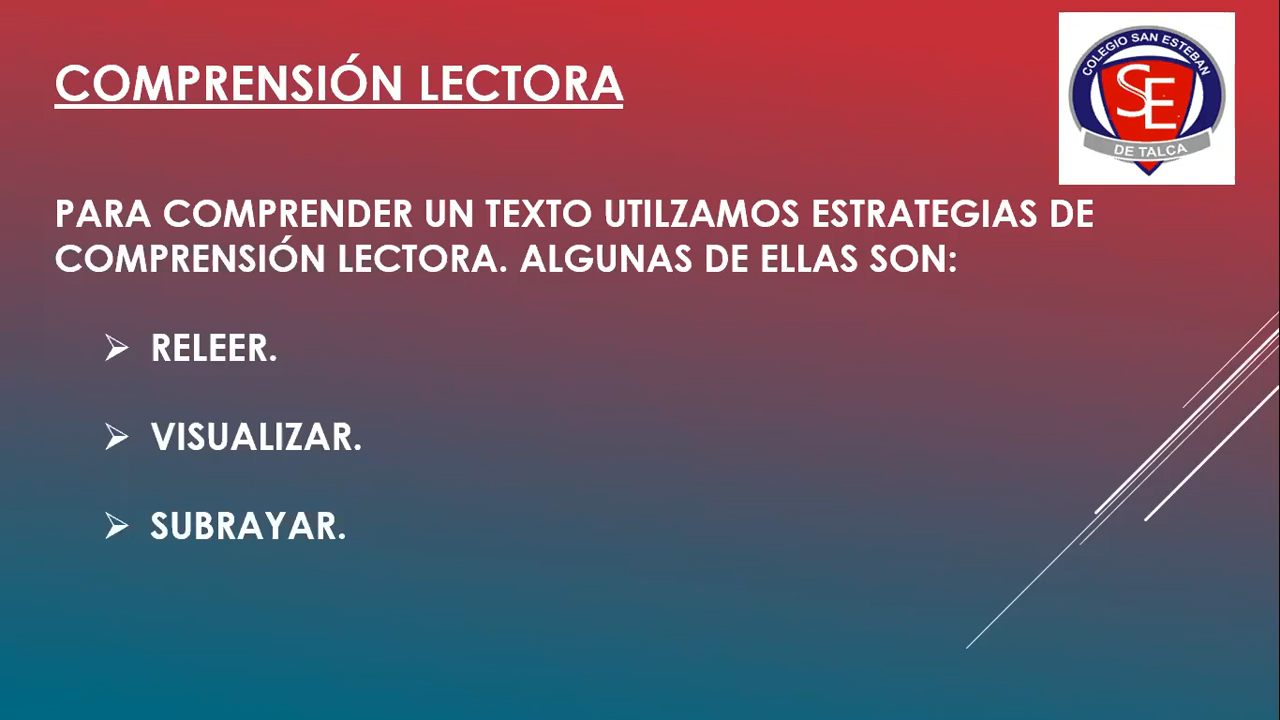 COMPRENSIÓN LECTORA
COLEGIO SAN ESTEBAN
SE
DE TALCA
PARA COMPRENDER UN TEXTO UTILZAMOS ESTRATEGIAS DE
COMPRENSIÓN LECTORA. ALGUNAS DE ELLAS SON:
➢ RELEER.
➢ VISUALIZAR.
➢ SUBRAYAR.